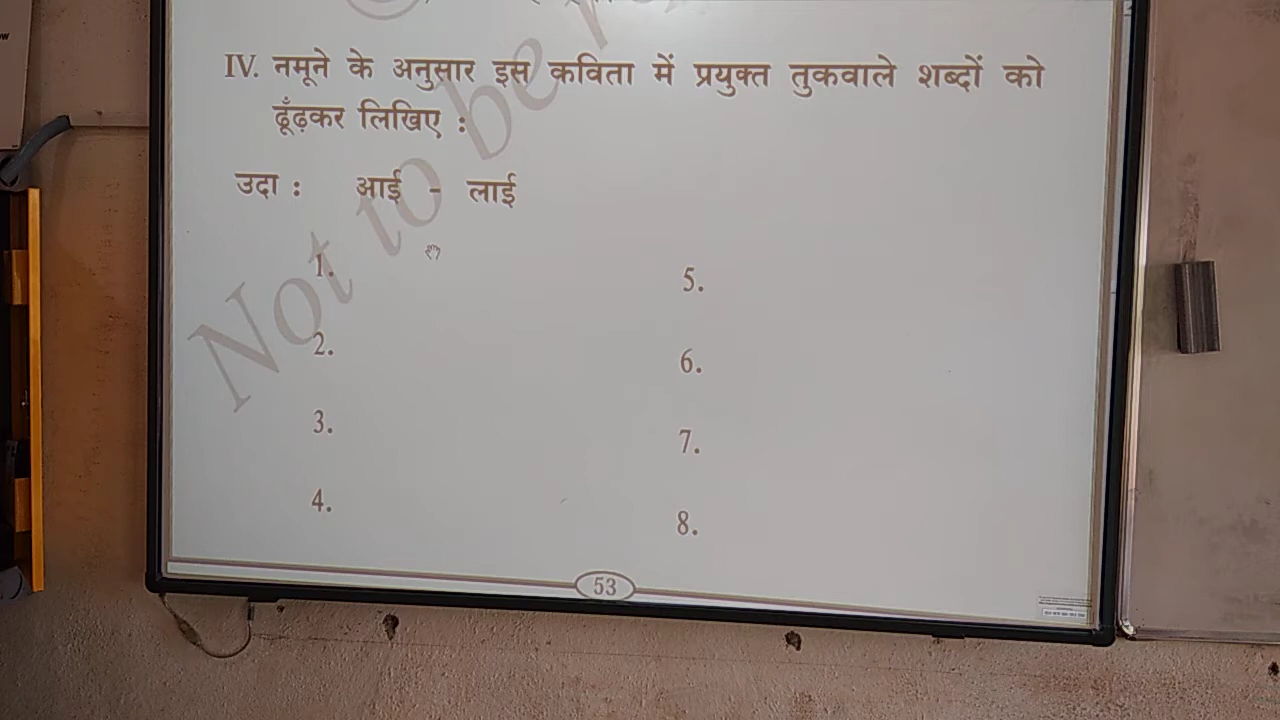 IV. नमूने के अनुसार इस कविता में प्रयुक्त तुकवाले शब्दों को
ढूँढ़कर लिखिए :
उदा : आई - लाई
1.
5.
2.
6.
3.
7.
4.
8.
53
Not to be